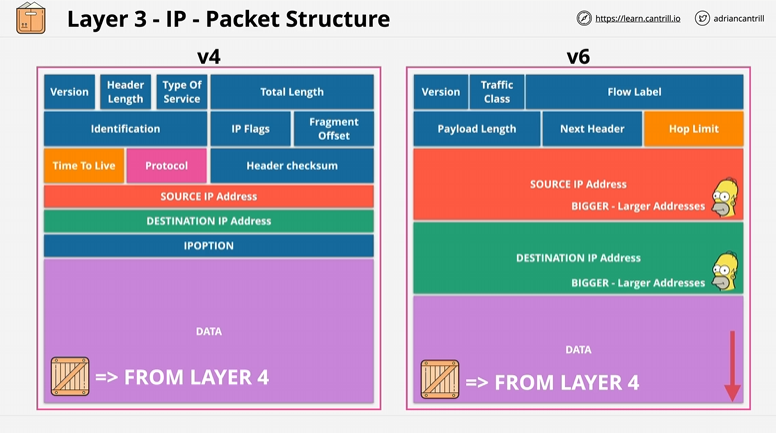 Layer 3 - IP - Packet Structure
https://learn.cantrill.io
adriancantrill
v4
Version
Header
Length
Type Of
Service
Total Length
Identification
IP Flags
Fragment
Offset
Time To Live
Protocol
Header checksum
SOURCE IP Address
DESTINATION IP Address
IPOPTION
DATA
=> FROM LAYER 4
v6
Version
Traffic
Class
Flow Label
Payload Length
Next Header
Hop Limit
SOURCE IP Address
BIGGER - Larger Addresses
DESTINATION IP Address
BIGGER - Larger Addresses
DATA
=> FROM LAYER 4